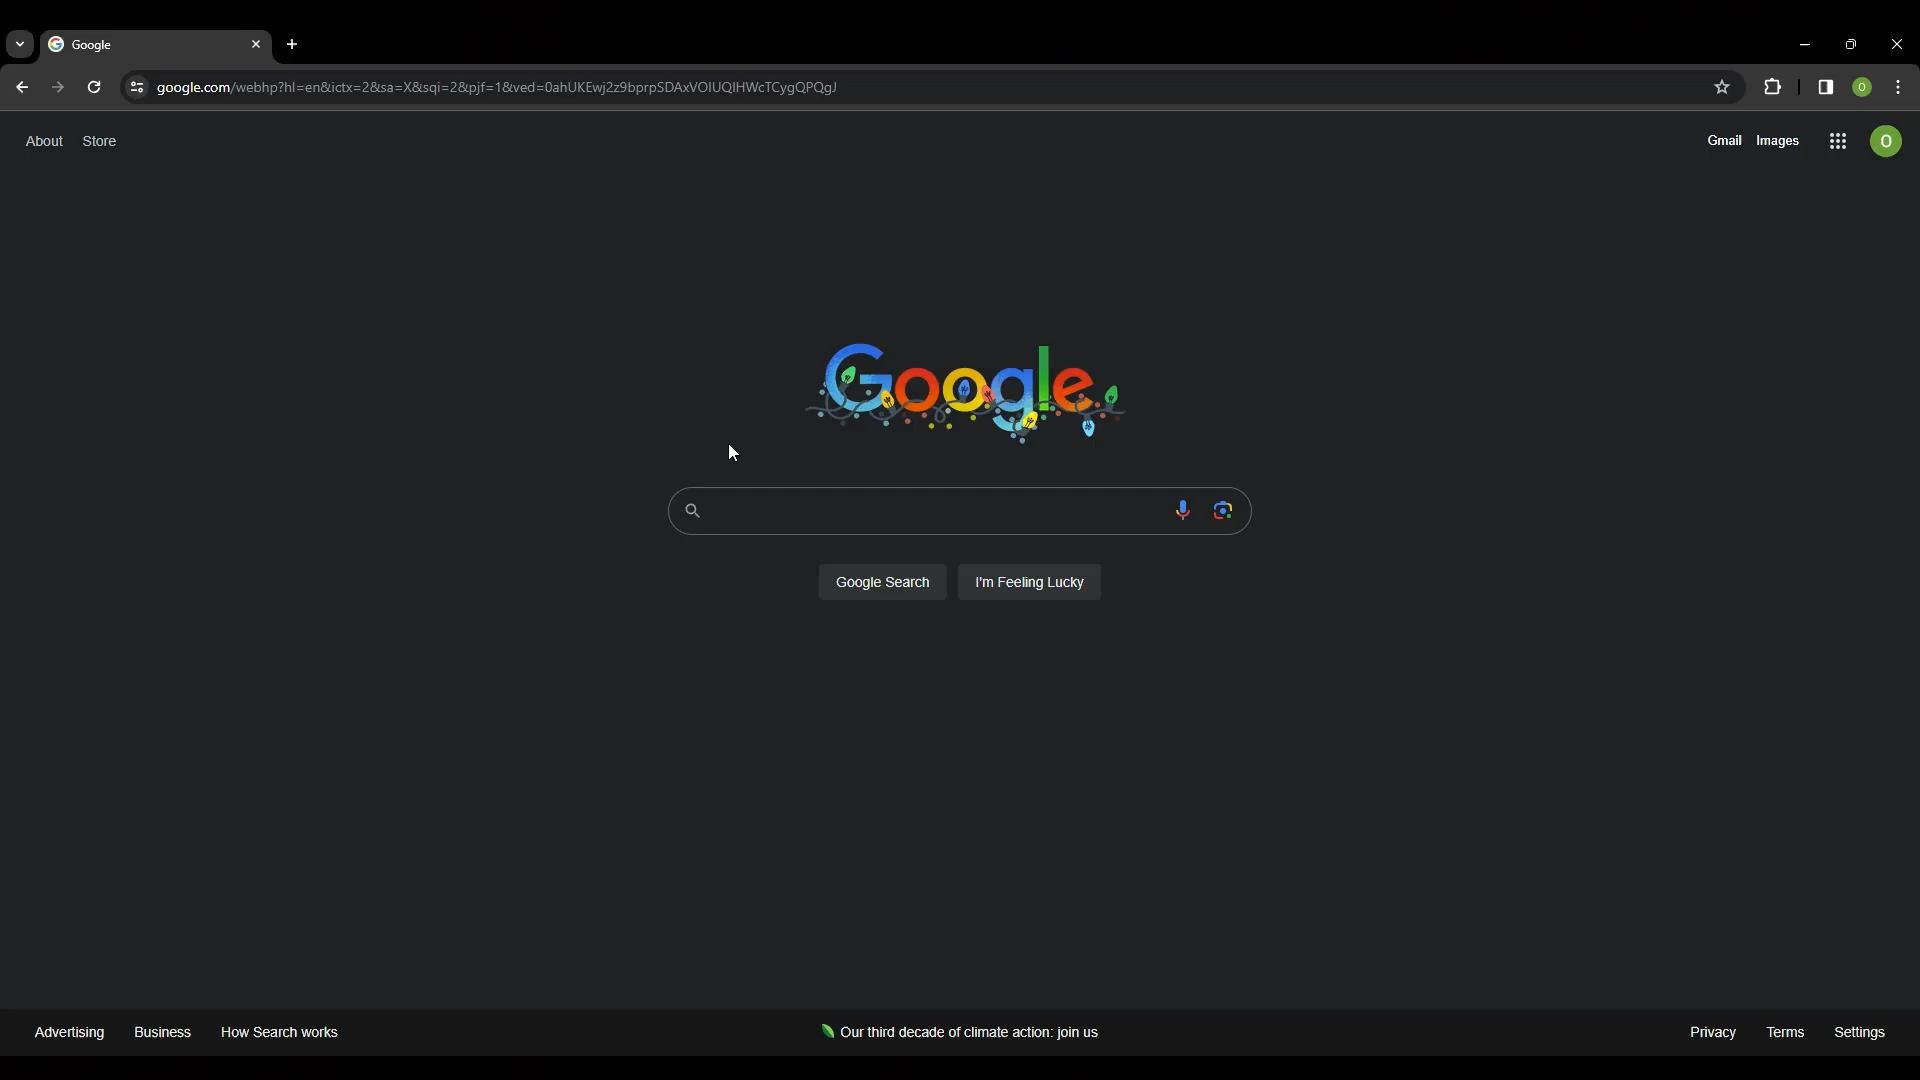 Google
google.com/webhp?hl=en&ictx=2&sa=X&sqi=2&pjf=1&ved=0ahUKEwj2z9bprpSDAxVOIUQIHWcTCygQPQgJ
O
About Store
Gmail Images
O
Google
Google Search I'm Feeling Lucky
Advertising Business How Search works
Our third decade of climate action: join us
Privacy Terms Settings